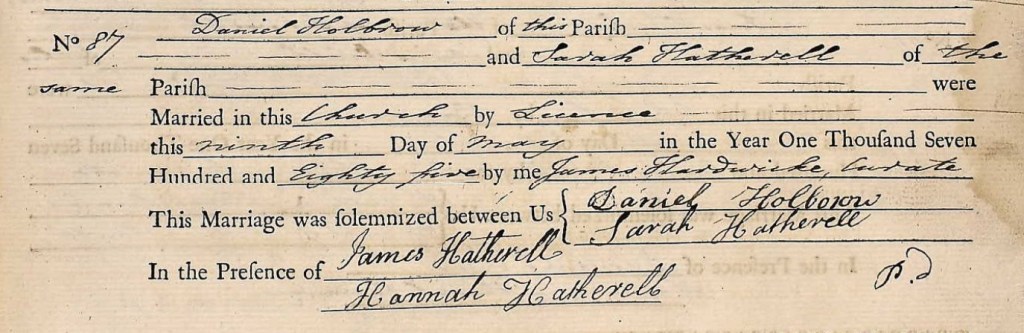 Nº 87 Daniel Holbrow of this Pariſh
and Sarah Hatherell of the
same Pariſh were
Married in this Church by Licence
this ninth Day of May in the Year One Thouſand Seven
Hundred and Eighty five by me James Hardwicke, Curate
This Marriage was ſolemnized between Us { Daniel Holborow
Sarah Hatherell
In the Preſence of James Hatherell
Hannah Hatherell
P.d